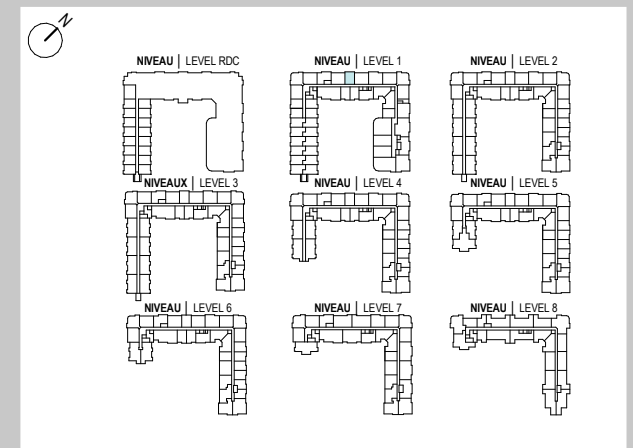 N
NIVEAU | LEVEL RDC
NIVEAU | LEVEL 1
NIVEAU | LEVEL 2
NIVEAUX | LEVEL 3
NIVEAU | LEVEL 4
NIVEAU | LEVEL 5
NIVEAU | LEVEL 6
NIVEAU | LEVEL 7
NIVEAU | LEVEL 8